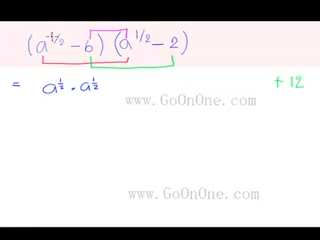 (a^1/2 - 6) (a^1/2 - 2)
= a^1/2 · a^1/2 + 12
www.GoOnOne.com
www.GoOnOne.com